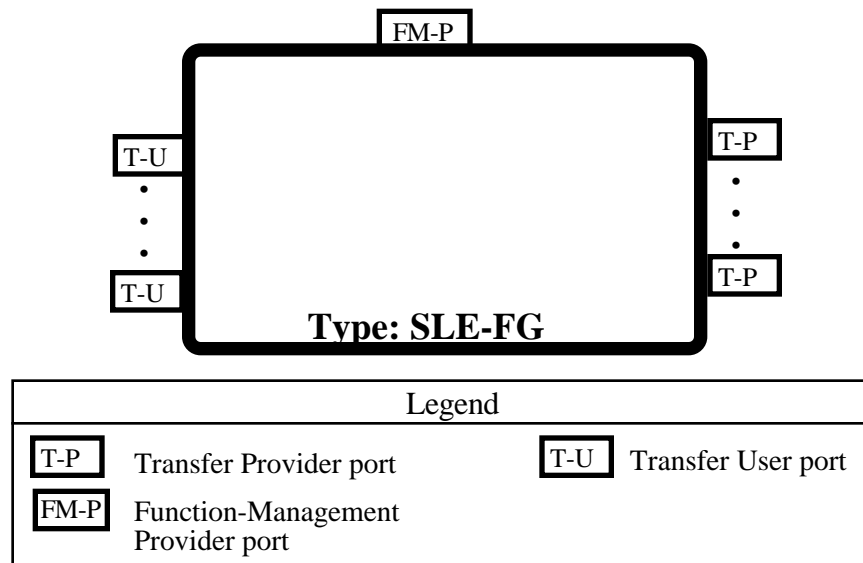 FM-P
T-U
T-P
T-U
T-P
Type: SLE-FG
Legend
T-P Transfer Provider port
T-U Transfer User port
FM-P Function-Management
Provider port